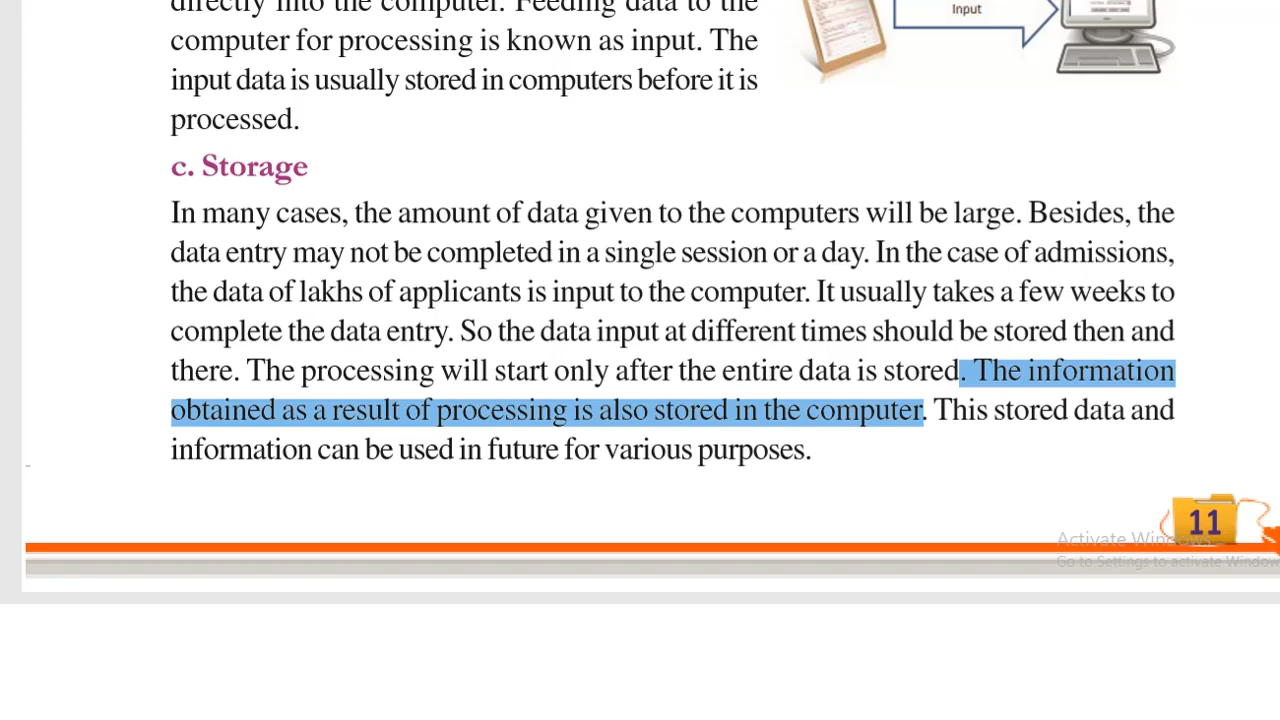 directly into the computer. Feeding data to the
Input
computer for processing is known as input. The
input data is usually stored in computers before it is
processed.
c. Storage
In many cases, the amount of data given to the computers will be large. Besides, the
data entry may not be completed in a single session or a day. In the case of admissions,
the data of lakhs of applicants is input to the computer. It usually takes a few weeks to
complete the data entry. So the data input at different times should be stored then and
there. The processing will start only after the entire data is stored. The information
obtained as a result of processing is also stored in the computer. This stored data and
information can be used in future for various purposes.
11
Activate Windows
Go to Settings to activate Window